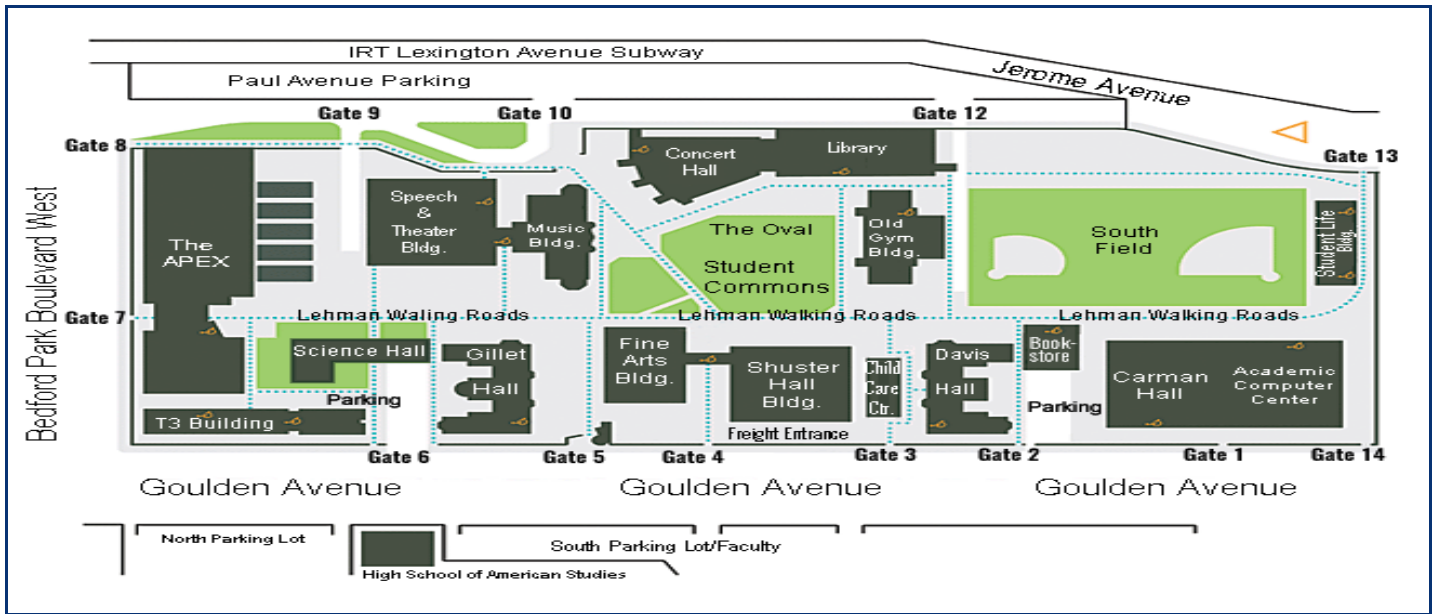 IRT Lexington Avenue Subway
Paul Avenue Parking
Jerome Avenue
Gate 9
Gate 10
Gate 12
Gate 8
Gate 13
Concert
Hall
Library
Speech
&
Theater
Bldg.
Music
Bldg.
The
APEX
The Oval
Student
Commons
Old
Gym
Bldg.
South
Field
Student Life
Bldg.
Bedford Park Boulevard West
Gate 7
Lehman Waling Roads
Lehman Walking Roads
Lehman Walking Roads
Science Hall
Gillet
Hall
Fine
Arts
Bldg.
Shuster
Hall
Bldg.
Child
Care
Ctr.
Davis
Hall
Book-
store
Carman
Hall
Academic
Computer
Center
Parking
Parking
T3 Building
Freight Entrance
Gate 6
Gate 5
Gate 4
Gate 3
Gate 2
Gate 1
Gate 14
Goulden Avenue
Goulden Avenue
Goulden Avenue
North Parking Lot
South Parking Lot/Faculty
High School of American Studies